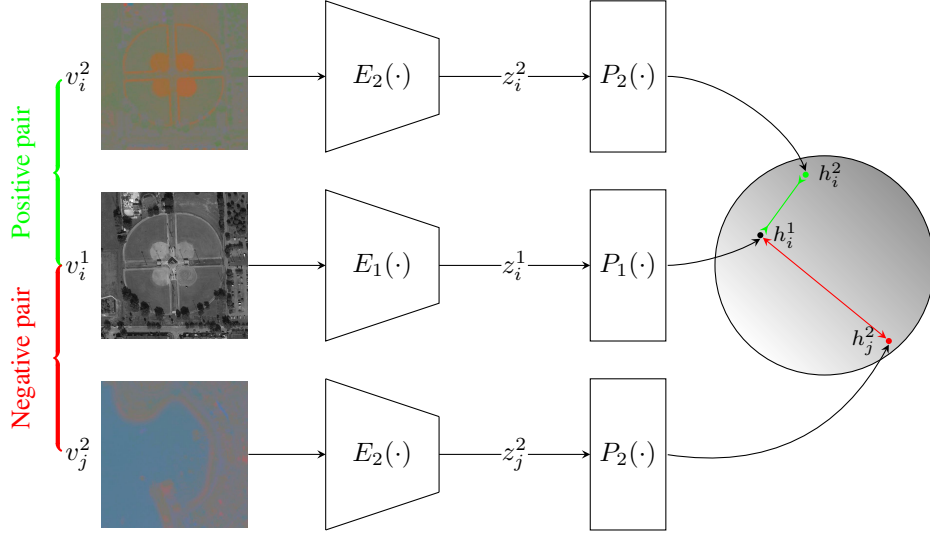 v_i^2 E_2(·) z_i^2 P_2(·)
h_i^2
Positive pair
v_i^1 E_1(·) z_i^1 P_1(·)
h_i^1
Negative pair
h_j^2
v_j^2 E_2(·) z_j^2 P_2(·)